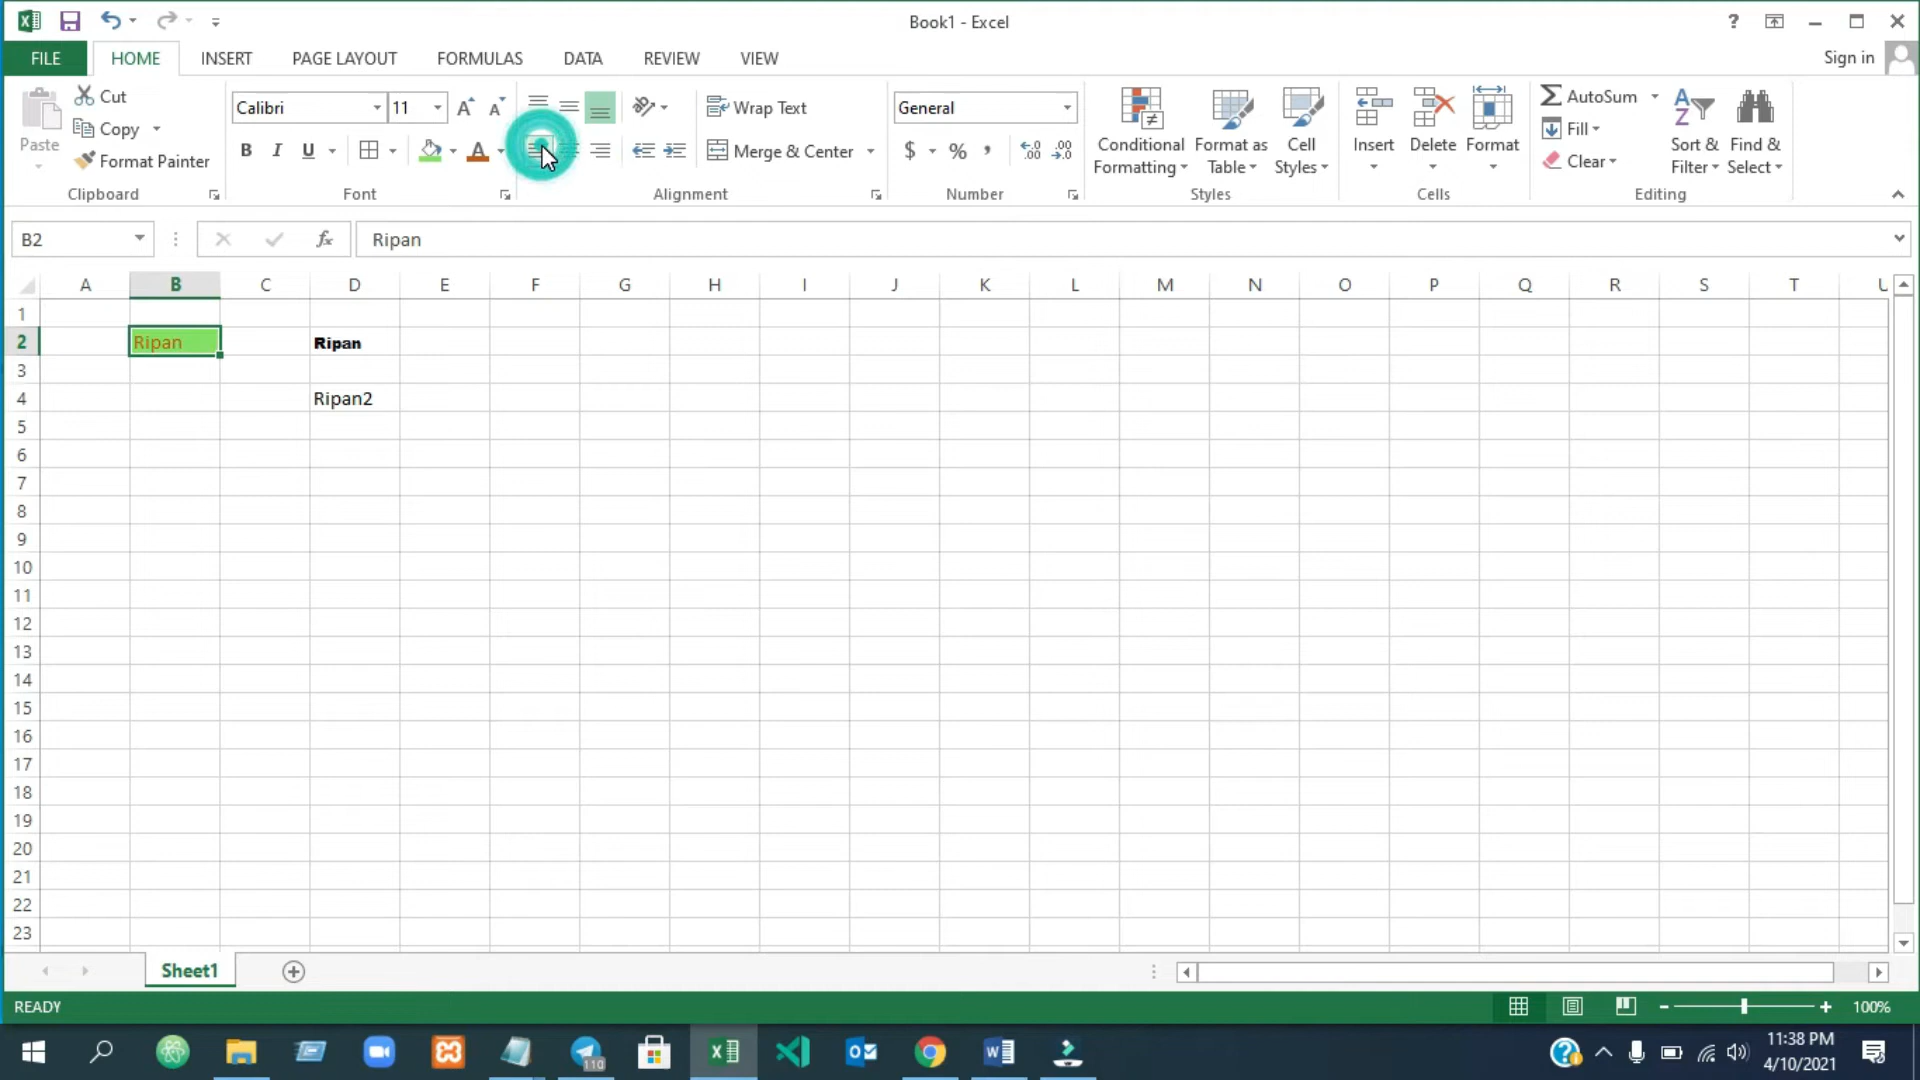 Book1 - Excel
?
FILE HOME INSERT PAGE LAYOUT FORMULAS DATA REVIEW VIEW
Sign in
Paste
Cut
Copy
Format Painter
Clipboard
Calibri 11
B I U A
Font
Wrap Text
Merge & Center
Alignment
General
$ % ,
Number
Conditional Formatting
Format as Table
Cell Styles
Styles
Insert Delete Format
Cells
AutoSum
Fill
Clear
Sort & Filter
Find & Select
Editing
B2 fx Ripan
A B C D E F G H I J K L M N O P Q R S T U
1
2 Ripan Ripan
3
4 Ripan2
5
6
7
8
9
10
11
12
13
14
15
16
17
18
19
20
21
22
23
Sheet1
READY 100%
110
11:38 PM
4/10/2021